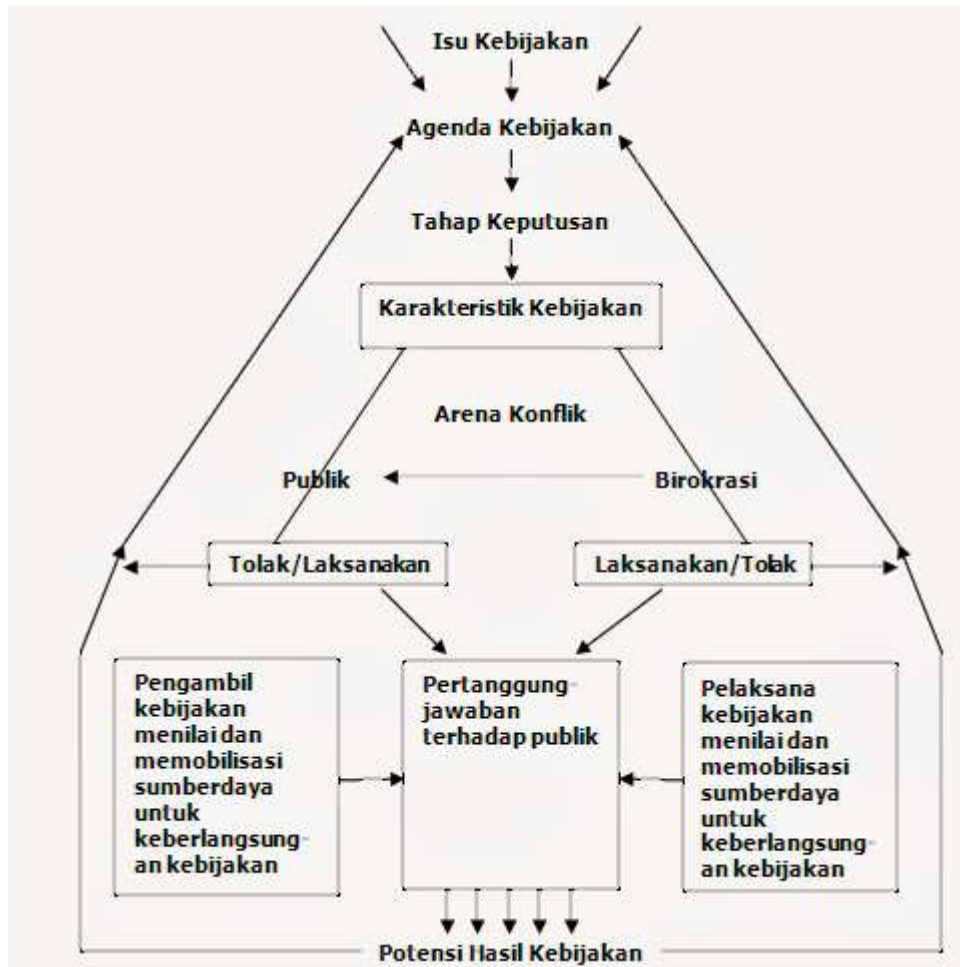 Isu Kebijakan
Agenda Kebijakan
Tahap Keputusan
Karakteristik Kebijakan
Arena Konflik
Publik
Birokrasi
Tolak/Laksanakan
Laksanakan/Tolak
Pengambil
kebijakan
menilai dan
memobilisasi
sumberdaya
untuk
keberlangsung-
an kebijakan
Pertanggung-
jawaban
terhadap publik
Pelaksana
kebijakan
menilai dan
memobilisasi
sumberdaya
untuk
keberlangsung-
an kebijakan
Potensi Hasil Kebijakan